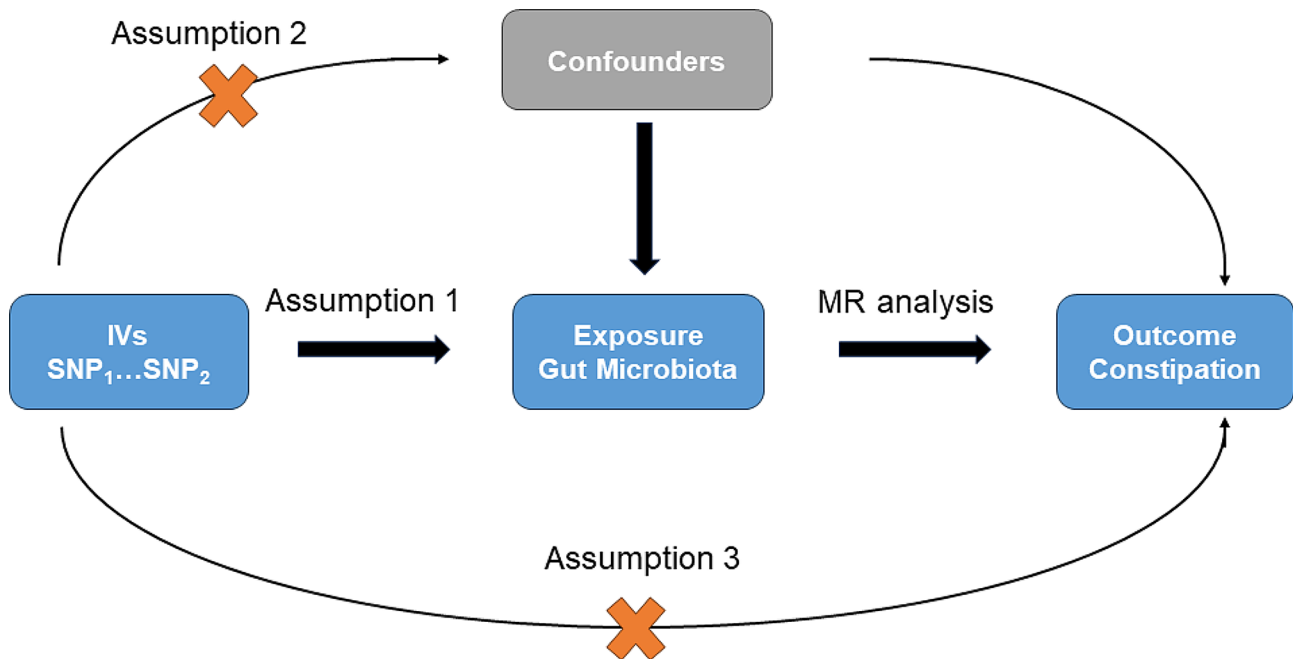 Assumption 2
Confounders
Assumption 1
MR analysis
IVs
SNP₁…SNP₂
Exposure
Gut Microbiota
Outcome
Constipation
Assumption 3